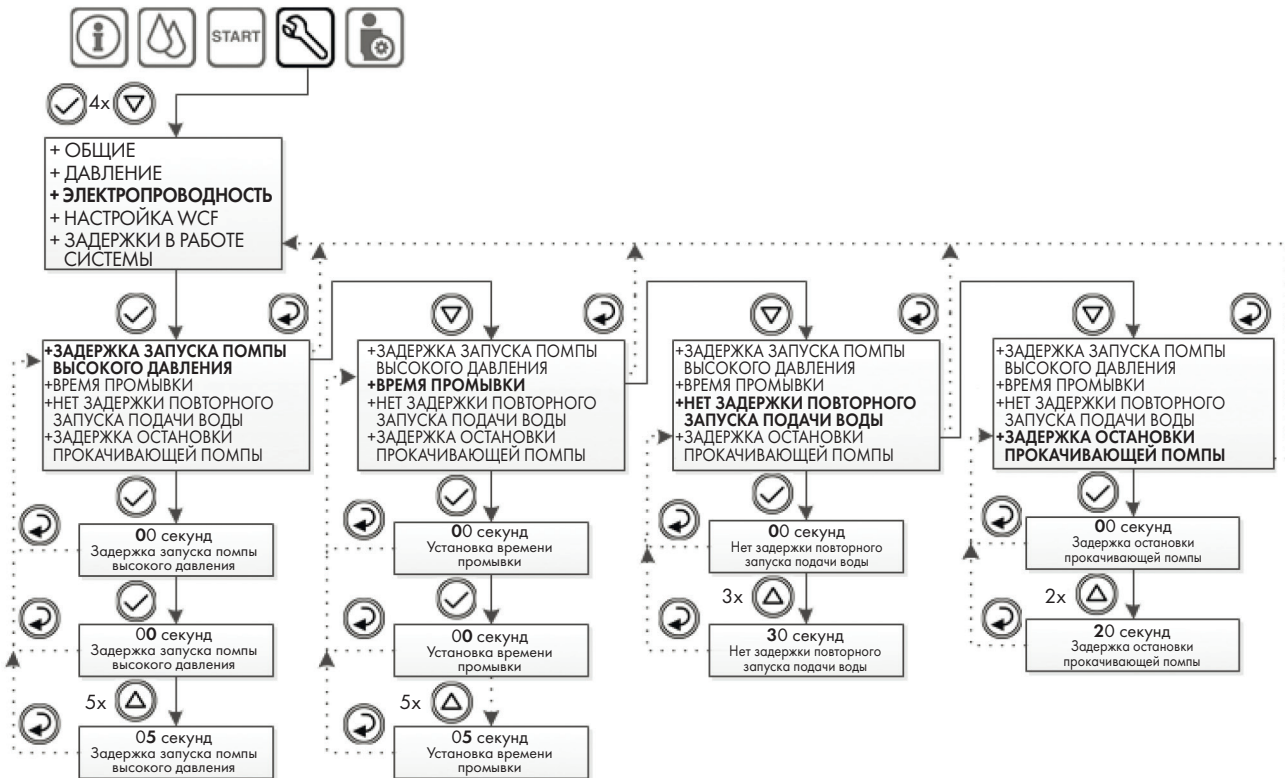 START
4x
+ ОБЩИЕ
+ ДАВЛЕНИЕ
+ ЭЛЕКТРОПРОВОДНОСТЬ
+ НАСТРОЙКА WCF
+ ЗАДЕРЖКИ В РАБОТЕ
СИСТЕМЫ
+ЗАДЕРЖКА ЗАПУСКА ПОМПЫ
ВЫСОКОГО ДАВЛЕНИЯ
+ВРЕМЯ ПРОМЫВКИ
+НЕТ ЗАДЕРЖКИ ПОВТОРНОГО
ЗАПУСКА ПОДАЧИ ВОДЫ
+ЗАДЕРЖКА ОСТАНОВКИ
ПРОКАЧИВАЮЩЕЙ ПОМПЫ
00 секунд
Задержка запуска помпы
высокого давления
00 секунд
Задержка запуска помпы
высокого давления
5x
05 секунд
Задержка запуска помпы
высокого давления
+ЗАДЕРЖКА ЗАПУСКА ПОМПЫ
ВЫСОКОГО ДАВЛЕНИЯ
+ВРЕМЯ ПРОМЫВКИ
+НЕТ ЗАДЕРЖКИ ПОВТОРНОГО
ЗАПУСКА ПОДАЧИ ВОДЫ
+ЗАДЕРЖКА ОСТАНОВКИ
ПРОКАЧИВАЮЩЕЙ ПОМПЫ
00 секунд
Установка времени
промывки
00 секунд
Установка времени
промывки
5x
05 секунд
Установка времени
промывки
+ЗАДЕРЖКА ЗАПУСКА ПОМПЫ
ВЫСОКОГО ДАВЛЕНИЯ
+ВРЕМЯ ПРОМЫВКИ
+НЕТ ЗАДЕРЖКИ ПОВТОРНОГО
ЗАПУСКА ПОДАЧИ ВОДЫ
+ЗАДЕРЖКА ОСТАНОВКИ
ПРОКАЧИВАЮЩЕЙ ПОМПЫ
00 секунд
Нет задержки повторного
запуска подачи воды
3x
30 секунд
Нет задержки повторного
запуска подачи воды
+ЗАДЕРЖКА ЗАПУСКА ПОМПЫ
ВЫСОКОГО ДАВЛЕНИЯ
+ВРЕМЯ ПРОМЫВКИ
+НЕТ ЗАДЕРЖКИ ПОВТОРНОГО
ЗАПУСКА ПОДАЧИ ВОДЫ
+ЗАДЕРЖКА ОСТАНОВКИ
ПРОКАЧИВАЮЩЕЙ ПОМПЫ
00 секунд
Задержка остановки
прокачивающей помпы
2x
20 секунд
Задержка остановки
прокачивающей помпы